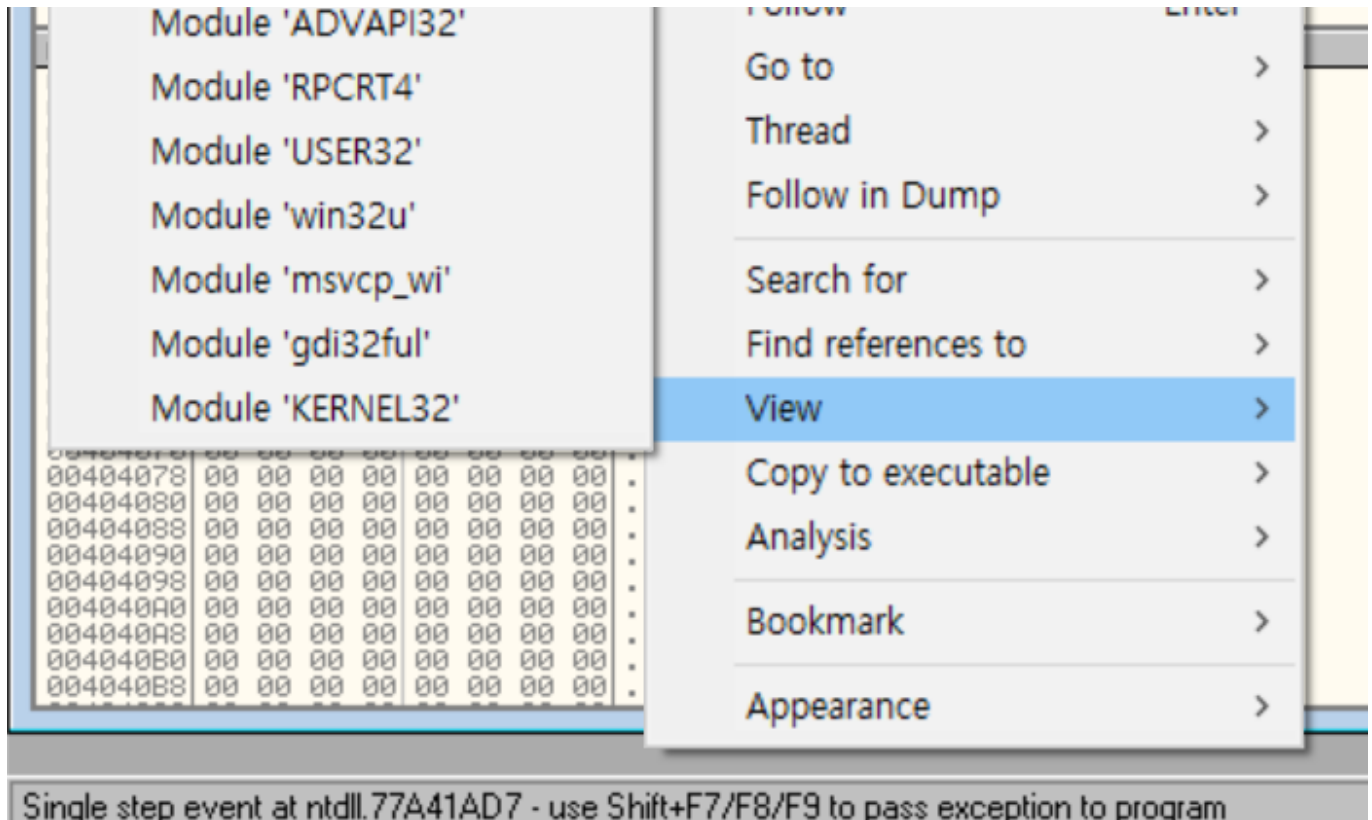 Module 'ADVAPI32'
Module 'RPCRT4'
Module 'USER32'
Module 'win32u'
Module 'msvcp_wi'
Module 'gdi32ful'
Module 'KERNEL32'
Follow Enter
Go to >
Thread >
Follow in Dump >
Search for >
Find references to >
View >
Copy to executable >
Analysis >
Bookmark >
Appearance >
00404078 00 00 00 00 00 00 00 00 .
00404080 00 00 00 00 00 00 00 00 .
00404088 00 00 00 00 00 00 00 00 .
00404090 00 00 00 00 00 00 00 00 .
00404098 00 00 00 00 00 00 00 00 .
004040A0 00 00 00 00 00 00 00 00 .
004040A8 00 00 00 00 00 00 00 00 .
004040B0 00 00 00 00 00 00 00 00 .
004040B8 00 00 00 00 00 00 00 00 .
Single step event at ntdll.77A41AD7 - use Shift+F7/F8/F9 to pass exception to program